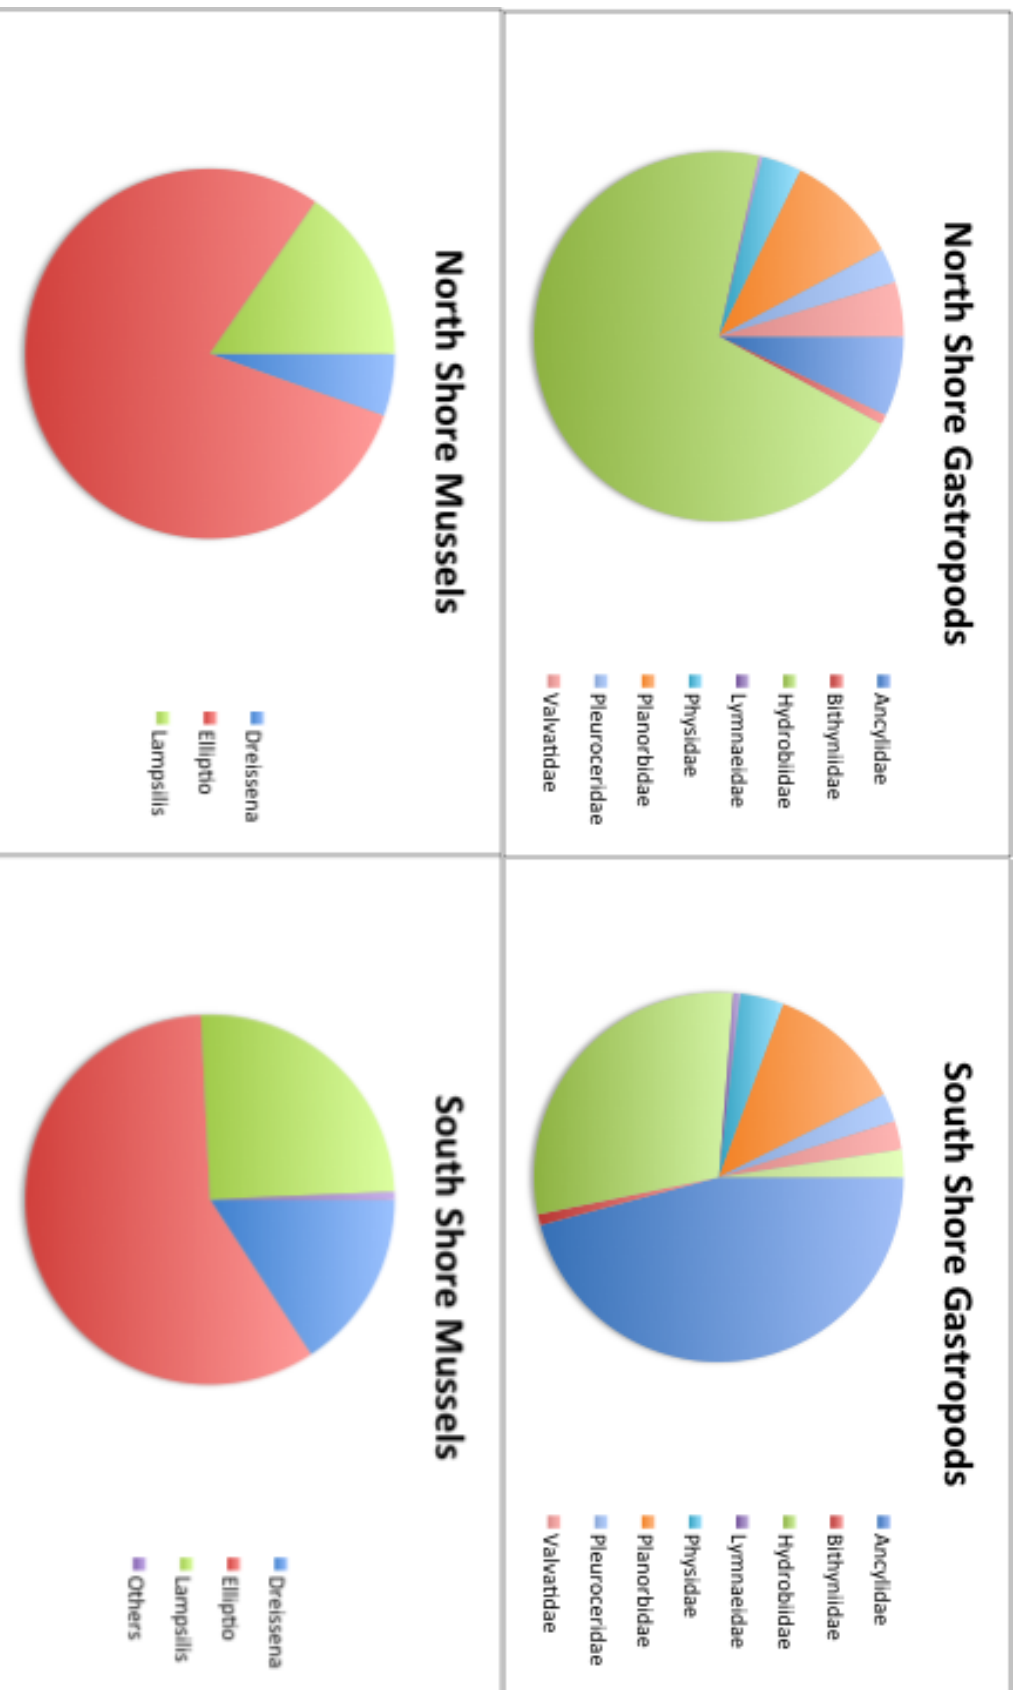 North Shore Gastropods
Ancylidae
Bithyniidae
Hydrobiidae
Lymnaeidae
Physidae
Planorbidae
Pleuroceridae
Valvatidae
North Shore Mussels
Dreissena
Elliptio
Lampsilis
South Shore Gastropods
Ancylidae
Bithyniidae
Hydrobiidae
Lymnaeidae
Physidae
Planorbidae
Pleuroceridae
Valvatidae
South Shore Mussels
Dreissena
Elliptio
Lampsilis
Others